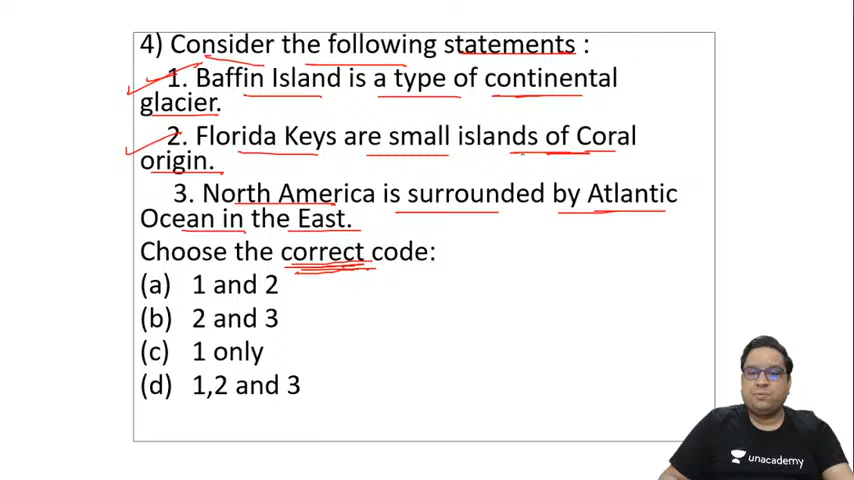 4) Consider the following statements :
1. Baffin Island is a type of continental
glacier.
2. Florida Keys are small islands of Coral
origin.
3. North America is surrounded by Atlantic
Ocean in the East.
Choose the correct code:
(a) 1 and 2
(b) 2 and 3
(c) 1 only
(d) 1,2 and 3
unacademy